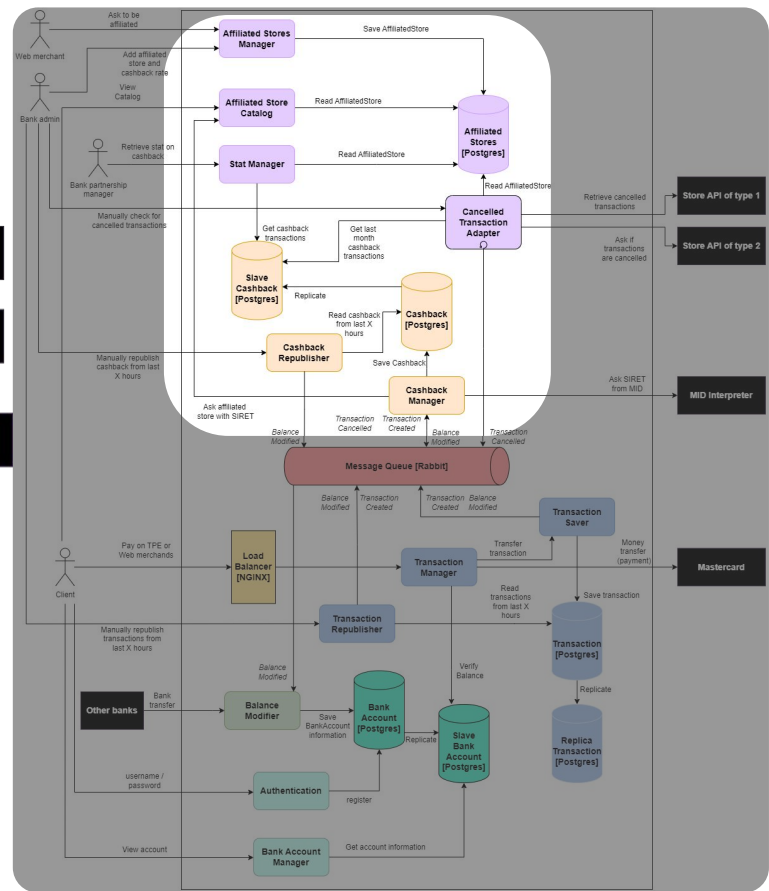 Ask to be
affiliated
Web merchant
Affiliated Stores
Manager
Save AffiliatedStore
Add affiliated
store and
cashback rate
View
Catalog
Bank admin
Affiliated Store
Catalog
Read AffiliatedStore
Affiliated
Stores
[Postgres]
Retrieve stat on
cashback
Bank partnership
manager
Stat Manager
Read AffiliatedStore
Read AffiliatedStore
Manually check for
cancelled transactions
Cancelled
Transaction
Adapter
Retrieve cancelled
transactions
Store API of type 1
Ask if
transactions
are cancelled
Store API of type 2
Get cashback
transactions
Get last
month
cashback
transactions
Slave
Cashback
[Postgres]
Replicate
Cashback
[Postgres]
Read cashback
from last X
hours
Manually republish
cashback from last
X hours
Cashback
Republisher
Save Cashback
Cashback
Manager
Ask SIRET
from MID
MID Interpreter
Ask affiliated
store with SIRET
Balance
Modified
Transaction
Cancelled
Transaction
Created
Balance
Modified
Transaction
Cancelled
Message Queue [Rabbit]
Balance
Modified
Transaction
Created
Transaction
Created
Balance
Modified
Transaction
Saver
Client
Pay on TPE or
Web merchands
Load
Balancer
[NGINX]
Transaction
Manager
Transfer
transaction
Money
transfer
(payment)
Mastercard
Manually republish
transactions from
last X hours
Transaction
Republisher
Read
transactions
from last X
hours
Save transaction
Transaction
[Postgres]
Balance
Modified
Verify
Balance
Other banks
Bank
transfer
Balance
Modifier
Save
BankAccount
information
Bank
Account
[Postgres]
Replicate
Slave
Bank
Account
[Postgres]
Replicate
Replica
Transaction
[Postgres]
username /
password
Authentication
register
View account
Bank Account
Manager
Get account information